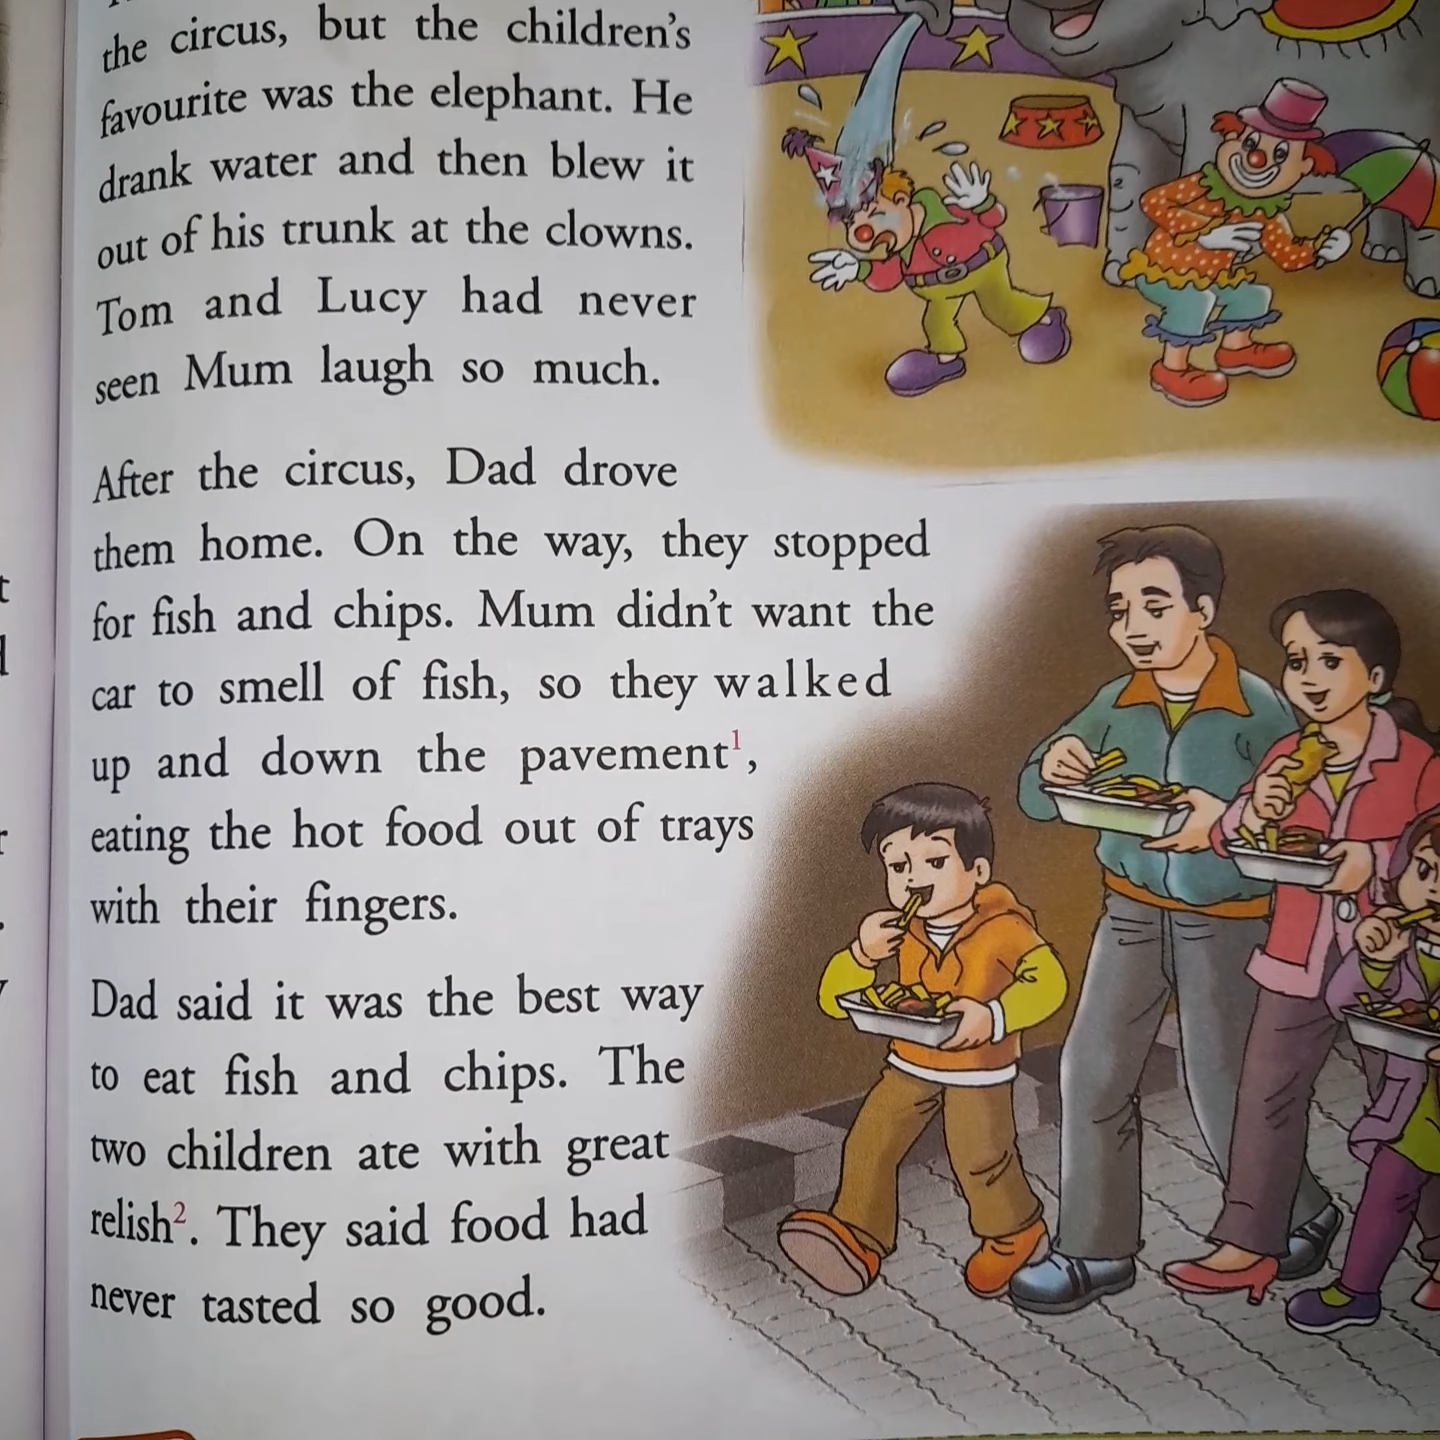 the circus, but the children's
favourite was the elephant. He
drank water and then blew it
out of his trunk at the clowns.
Tom and Lucy had never
seen Mum laugh so much.
After the circus, Dad drove
them home. On the way, they stopped
for fish and chips. Mum didn't want the
car to smell of fish, so they walked
up and down the pavement¹,
eating the hot food out of trays
with their fingers.
Dad said it was the best way
to eat fish and chips. The
two children ate with great
relish². They said food had
never tasted so good.